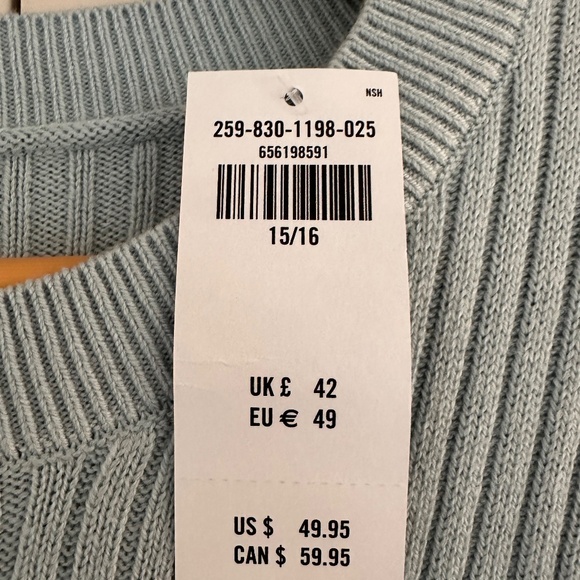 NSH
259-830-1198-025
656198591
15/16
UK £ 42
EU € 49
US $ 49.95
CAN $ 59.95